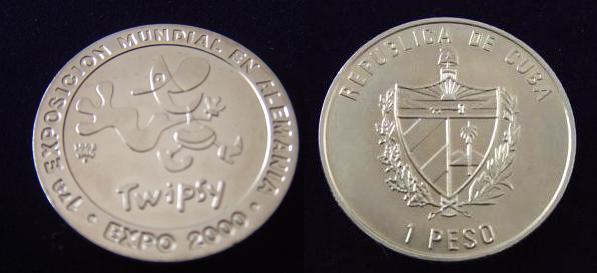 1ra EXPOSICION MUNDIAL EN ALEMANIA
Twipsy
· EXPO 2000 ·
REPUBLICA DE CUBA
1 PESO